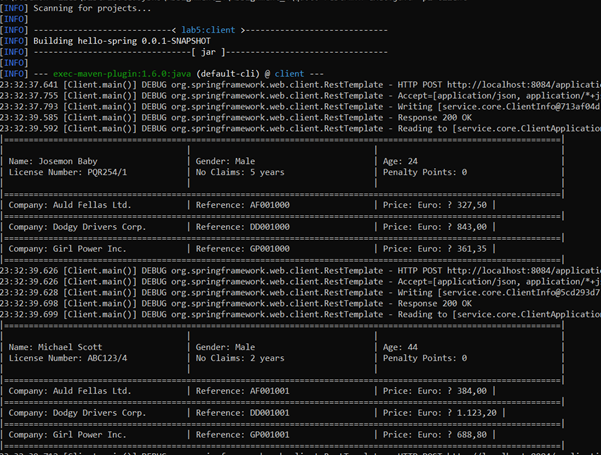 [INFO] Scanning for projects...
[INFO]
[INFO] ----------------------------< lab5:client >-----------------------------
[INFO] Building hello-spring 0.0.1-SNAPSHOT
[INFO] --------------------------------[ jar ]---------------------------------
[INFO]
[INFO] --- exec-maven-plugin:1.6.0:java (default-cli) @ client ---
23:32:37.641 [Client.main()] DEBUG org.springframework.web.client.RestTemplate - HTTP POST http://localhost:8084/applicatio
23:32:37.755 [Client.main()] DEBUG org.springframework.web.client.RestTemplate - Accept=[application/json, application/*+j
23:32:37.793 [Client.main()] DEBUG org.springframework.web.client.RestTemplate - Writing [service.core.ClientInfo@713af04d
23:32:39.585 [Client.main()] DEBUG org.springframework.web.client.RestTemplate - Response 200 OK
23:32:39.592 [Client.main()] DEBUG org.springframework.web.client.RestTemplate - Reading to [service.core.ClientApplication
| Name: Josemon Baby | Gender: Male | Age: 24
| License Number: PQR254/1 | No Claims: 5 years | Penalty Points: 0
| Company: Auld Fellas Ltd. | Reference: AF001000 | Price: Euro: ? 327,50 |
| Company: Dodgy Drivers Corp. | Reference: DD001000 | Price: Euro: ? 843,00 |
| Company: Girl Power Inc. | Reference: GP001000 | Price: Euro: ? 361,35 |
23:32:39.626 [Client.main()] DEBUG org.springframework.web.client.RestTemplate - HTTP POST http://localhost:8084/applicatio
23:32:39.626 [Client.main()] DEBUG org.springframework.web.client.RestTemplate - Accept=[application/json, application/*+j
23:32:39.628 [Client.main()] DEBUG org.springframework.web.client.RestTemplate - Writing [service.core.ClientInfo@5cd293d7
23:32:39.698 [Client.main()] DEBUG org.springframework.web.client.RestTemplate - Response 200 OK
23:32:39.699 [Client.main()] DEBUG org.springframework.web.client.RestTemplate - Reading to [service.core.ClientApplication
| Name: Michael Scott | Gender: Male | Age: 44
| License Number: ABC123/4 | No Claims: 2 years | Penalty Points: 0
| Company: Auld Fellas Ltd. | Reference: AF001001 | Price: Euro: ? 384,00 |
| Company: Dodgy Drivers Corp. | Reference: DD001001 | Price: Euro: ? 1.123,20 |
| Company: Girl Power Inc. | Reference: GP001001 | Price: Euro: ? 688,80 |